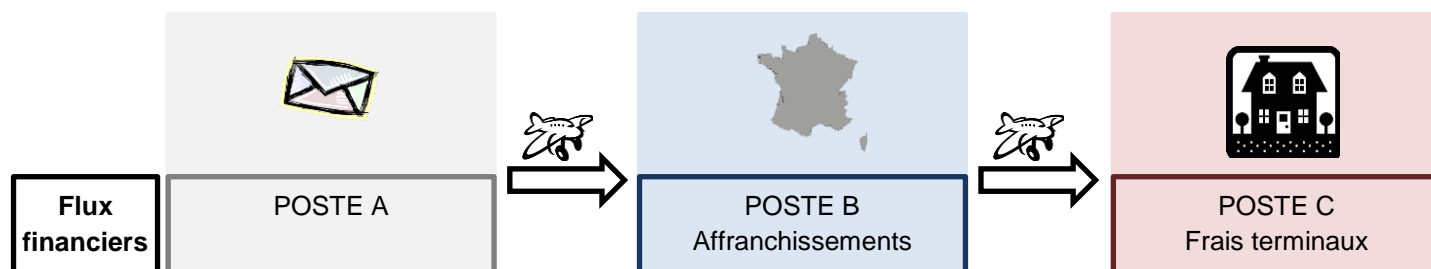 Flux
financiers
POSTE A
POSTE B
Affranchissements
POSTE C
Frais terminaux